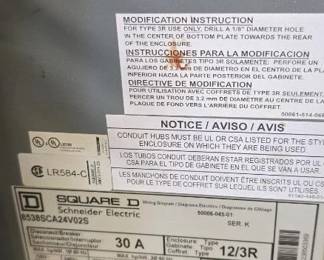 MODIFICATION INSTRUCTION
FOR TYPE 3R USE ONLY, DRILL A 1/8" DIAMETER HOLE
IN THE CENTER OF BOTTOM PLATE TOWARDS THE REAR
OF THE ENCLOSURE.
INSTRUCCIONES PARA LA MODIFICACION
PARA LOS GABINETES TIPO 3R SOLAMENTE: PERFORE UN
AGUJERO DE 3.2 mm DE DIAMETRO EN EL CENTRO DE LA
INFERIOR HACIA LA PARTE POSTERIOR DEL GABINETE.
DIRECTIVE DE MODIFICATION
POUR UTILISATION AVEC COFFRETS DE TYPE 3R SEULEMENT
PERCER UN TROU DE 3.2 mm DE DIAMETRE AU CENTRE DE LA
PLAQUE DE FOND VERS L'ARRIERE DU COFFRET.
NOTICE / AVISO / AVIS
CONDUIT HUBS MUST BE UL OR CSA LISTED FOR THE
ENCLOSURE ON WHICH THEY ARE BEING USED
LOS TUBOS CONDUIT DEBERAN ESTAR REGISTRADOS POR UL
CSA PARA EL TIPO DE GABINETE EN EL QUE SE VAN A USAR.
LES MANCHONS DE CONDUIT DOIVENT ETRE INSCRITS UL OU
POUR LE TYPE DE COFFRET SUR LEQUEL ILS SONT UTILISES
LR584-C
SQUARE D
Schneider Electric
8538SCA24V02S
SER. K
30 A
Enclosure
Type
12/3R